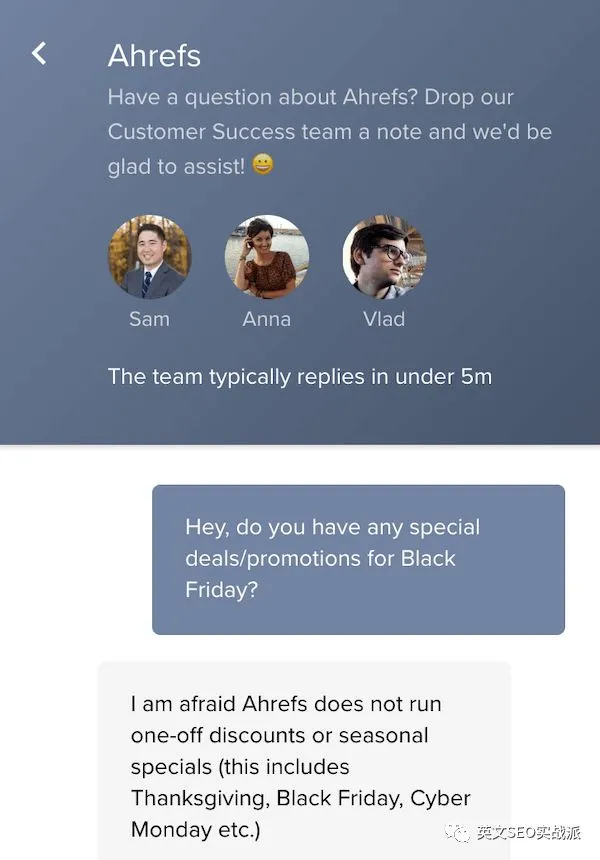 Ahrefs
Have a question about Ahrefs? Drop our
Customer Success team a note and we'd be
glad to assist! 😀
Sam Anna Vlad
The team typically replies in under 5m
Hey, do you have any special
deals/promotions for Black
Friday?
I am afraid Ahrefs does not run
one-off discounts or seasonal
specials (this includes
Thanksgiving, Black Friday, Cyber
Monday etc.)
英文SEO实战派